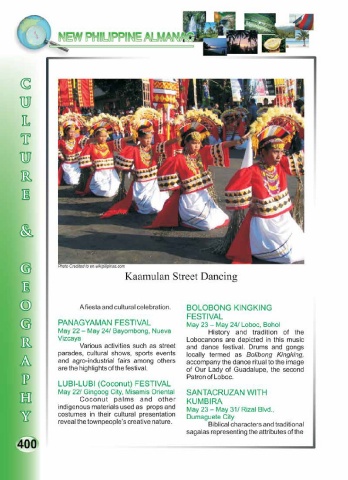 NEW PHILIPPINE ALMANAC
CULTURE & GEOGRAPHY
Photo Credited to en.wikipilipinas.com
Kaamulan Street Dancing
A fiesta and cultural celebration.
PANAGYAMAN FESTIVAL
May 22 – May 24/ Bayombong, Nueva
Vizcaya
Various activities such as street
parades, cultural shows, sports events
and agro-industrial fairs among others
are the highlights of the festival.
LUBI-LUBI (Coconut) FESTIVAL
May 22/ Gingoog City, Misamis Oriental
Coconut palms and other
indigenous materials used as props and
costumes in their cultural presentation
reveal the townpeople's creative nature.
400
BOLOBONG KINGKING
FESTIVAL
May 23 – May 24/ Loboc, Bohol
History and tradition of the
Lobocanons are depicted in this music
and dance festival. Drums and gongs
locally termed as Bolibong Kingking,
accompany the dance ritual to the image
of Our Lady of Guadalupe, the second
Patron of Loboc.
SANTACRUZAN WITH
KUMBIRA
May 23 – May 31/ Rizal Blvd.,
Dumaguete City
Biblical characters and traditional
sagalas representing the attributes of the